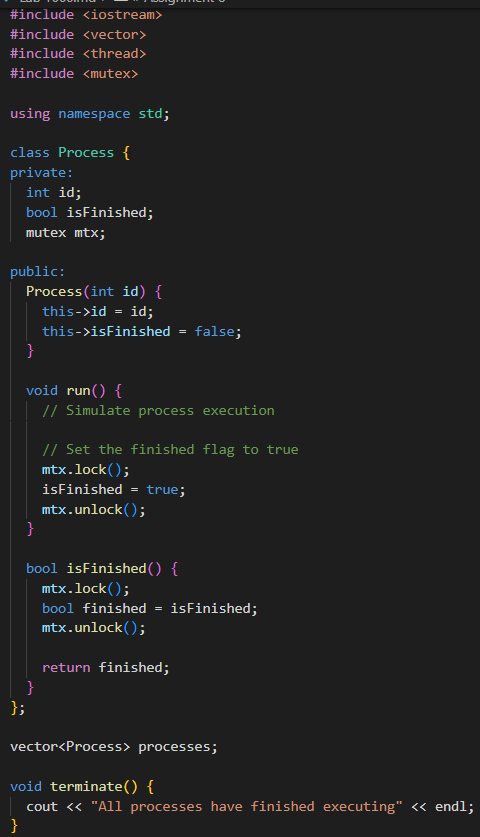 #include <iostream>
#include <vector>
#include <thread>
#include <mutex>

using namespace std;

class Process {
private:
  int id;
  bool isFinished;
  mutex mtx;

public:
  Process(int id) {
    this->id = id;
    this->isFinished = false;
  }

  void run() {
    // Simulate process execution

    // Set the finished flag to true
    mtx.lock();
    isFinished = true;
    mtx.unlock();
  }

  bool isFinished() {
    mtx.lock();
    bool finished = isFinished;
    mtx.unlock();

    return finished;
  }
};

vector<Process> processes;

void terminate() {
  cout << "All processes have finished executing" << endl;
}